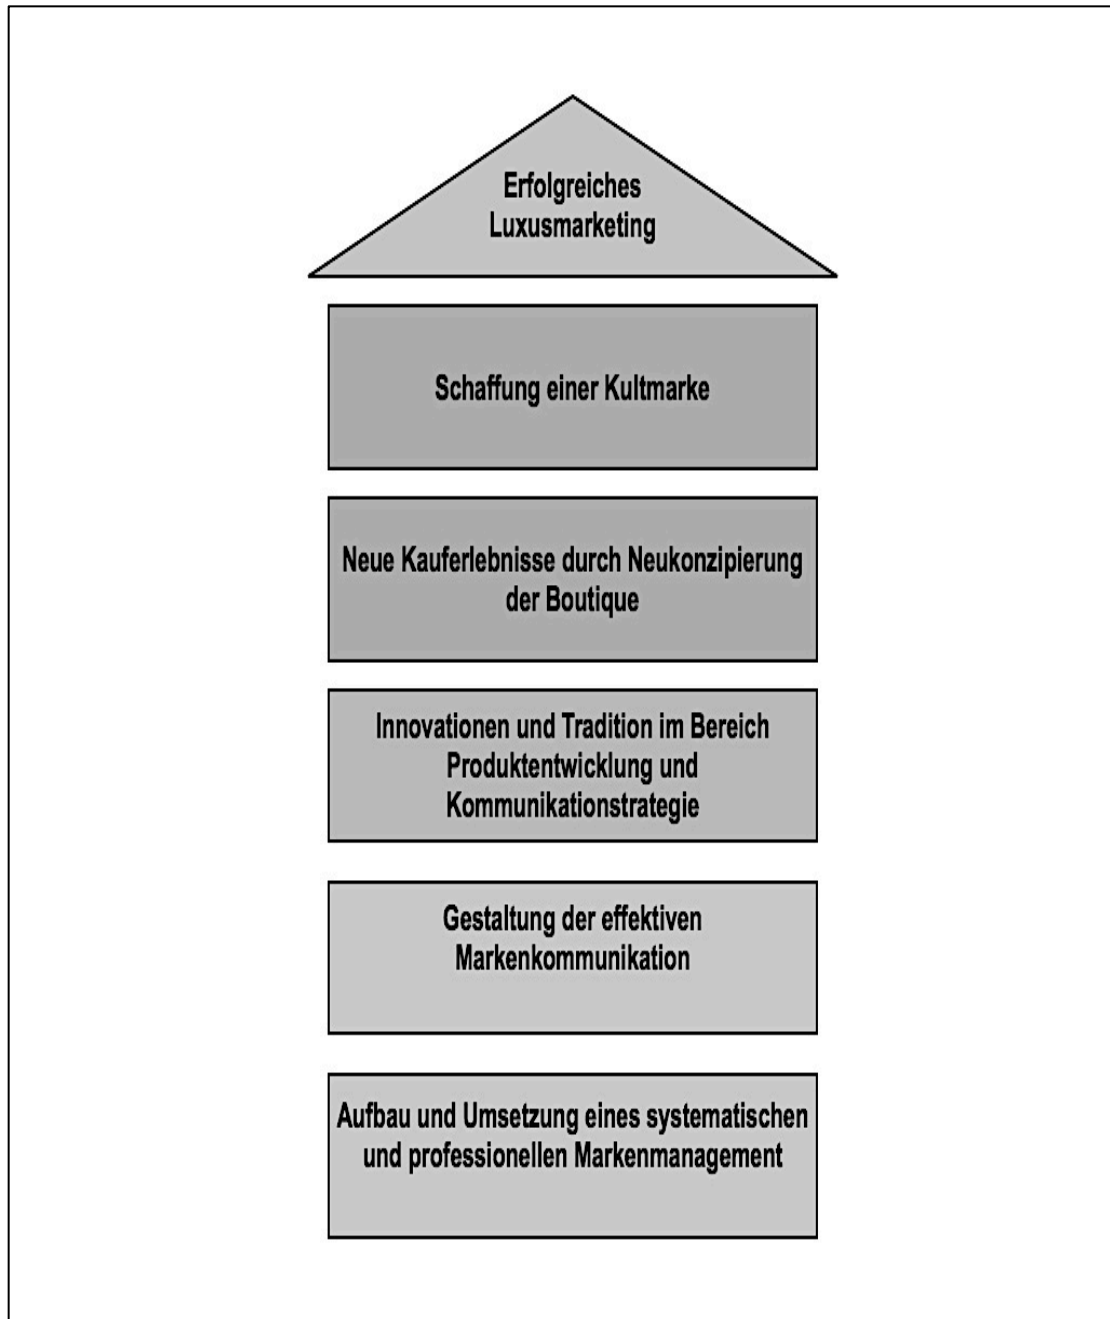 Erfolgreiches
Luxusmarketing
Schaffung einer Kultmarke
Neue Kauferlebnisse durch Neukonzipierung
der Boutique
Innovationen und Tradition im Bereich
Produktentwicklung und
Kommunikationstrategie
Gestaltung der effektiven
Markenkommunikation
Aufbau und Umsetzung eines systematischen
und professionellen Markenmanagement